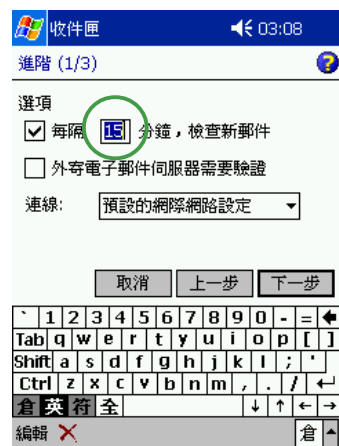 收件匣 03:08
進階 (1/3)
選項
每隔 15 分鐘，檢查新郵件
外寄電子郵件伺服器需要驗證
連線: 預設的網際網路設定
取消 上一步 下一步
` 1 2 3 4 5 6 7 8 9 0 - =
Tab q w e r t y u i o p [ ]
Shift a s d f g h j k l ; '
Ctrl z x c v b n m , . /
倉 英 符 全
編輯 倉